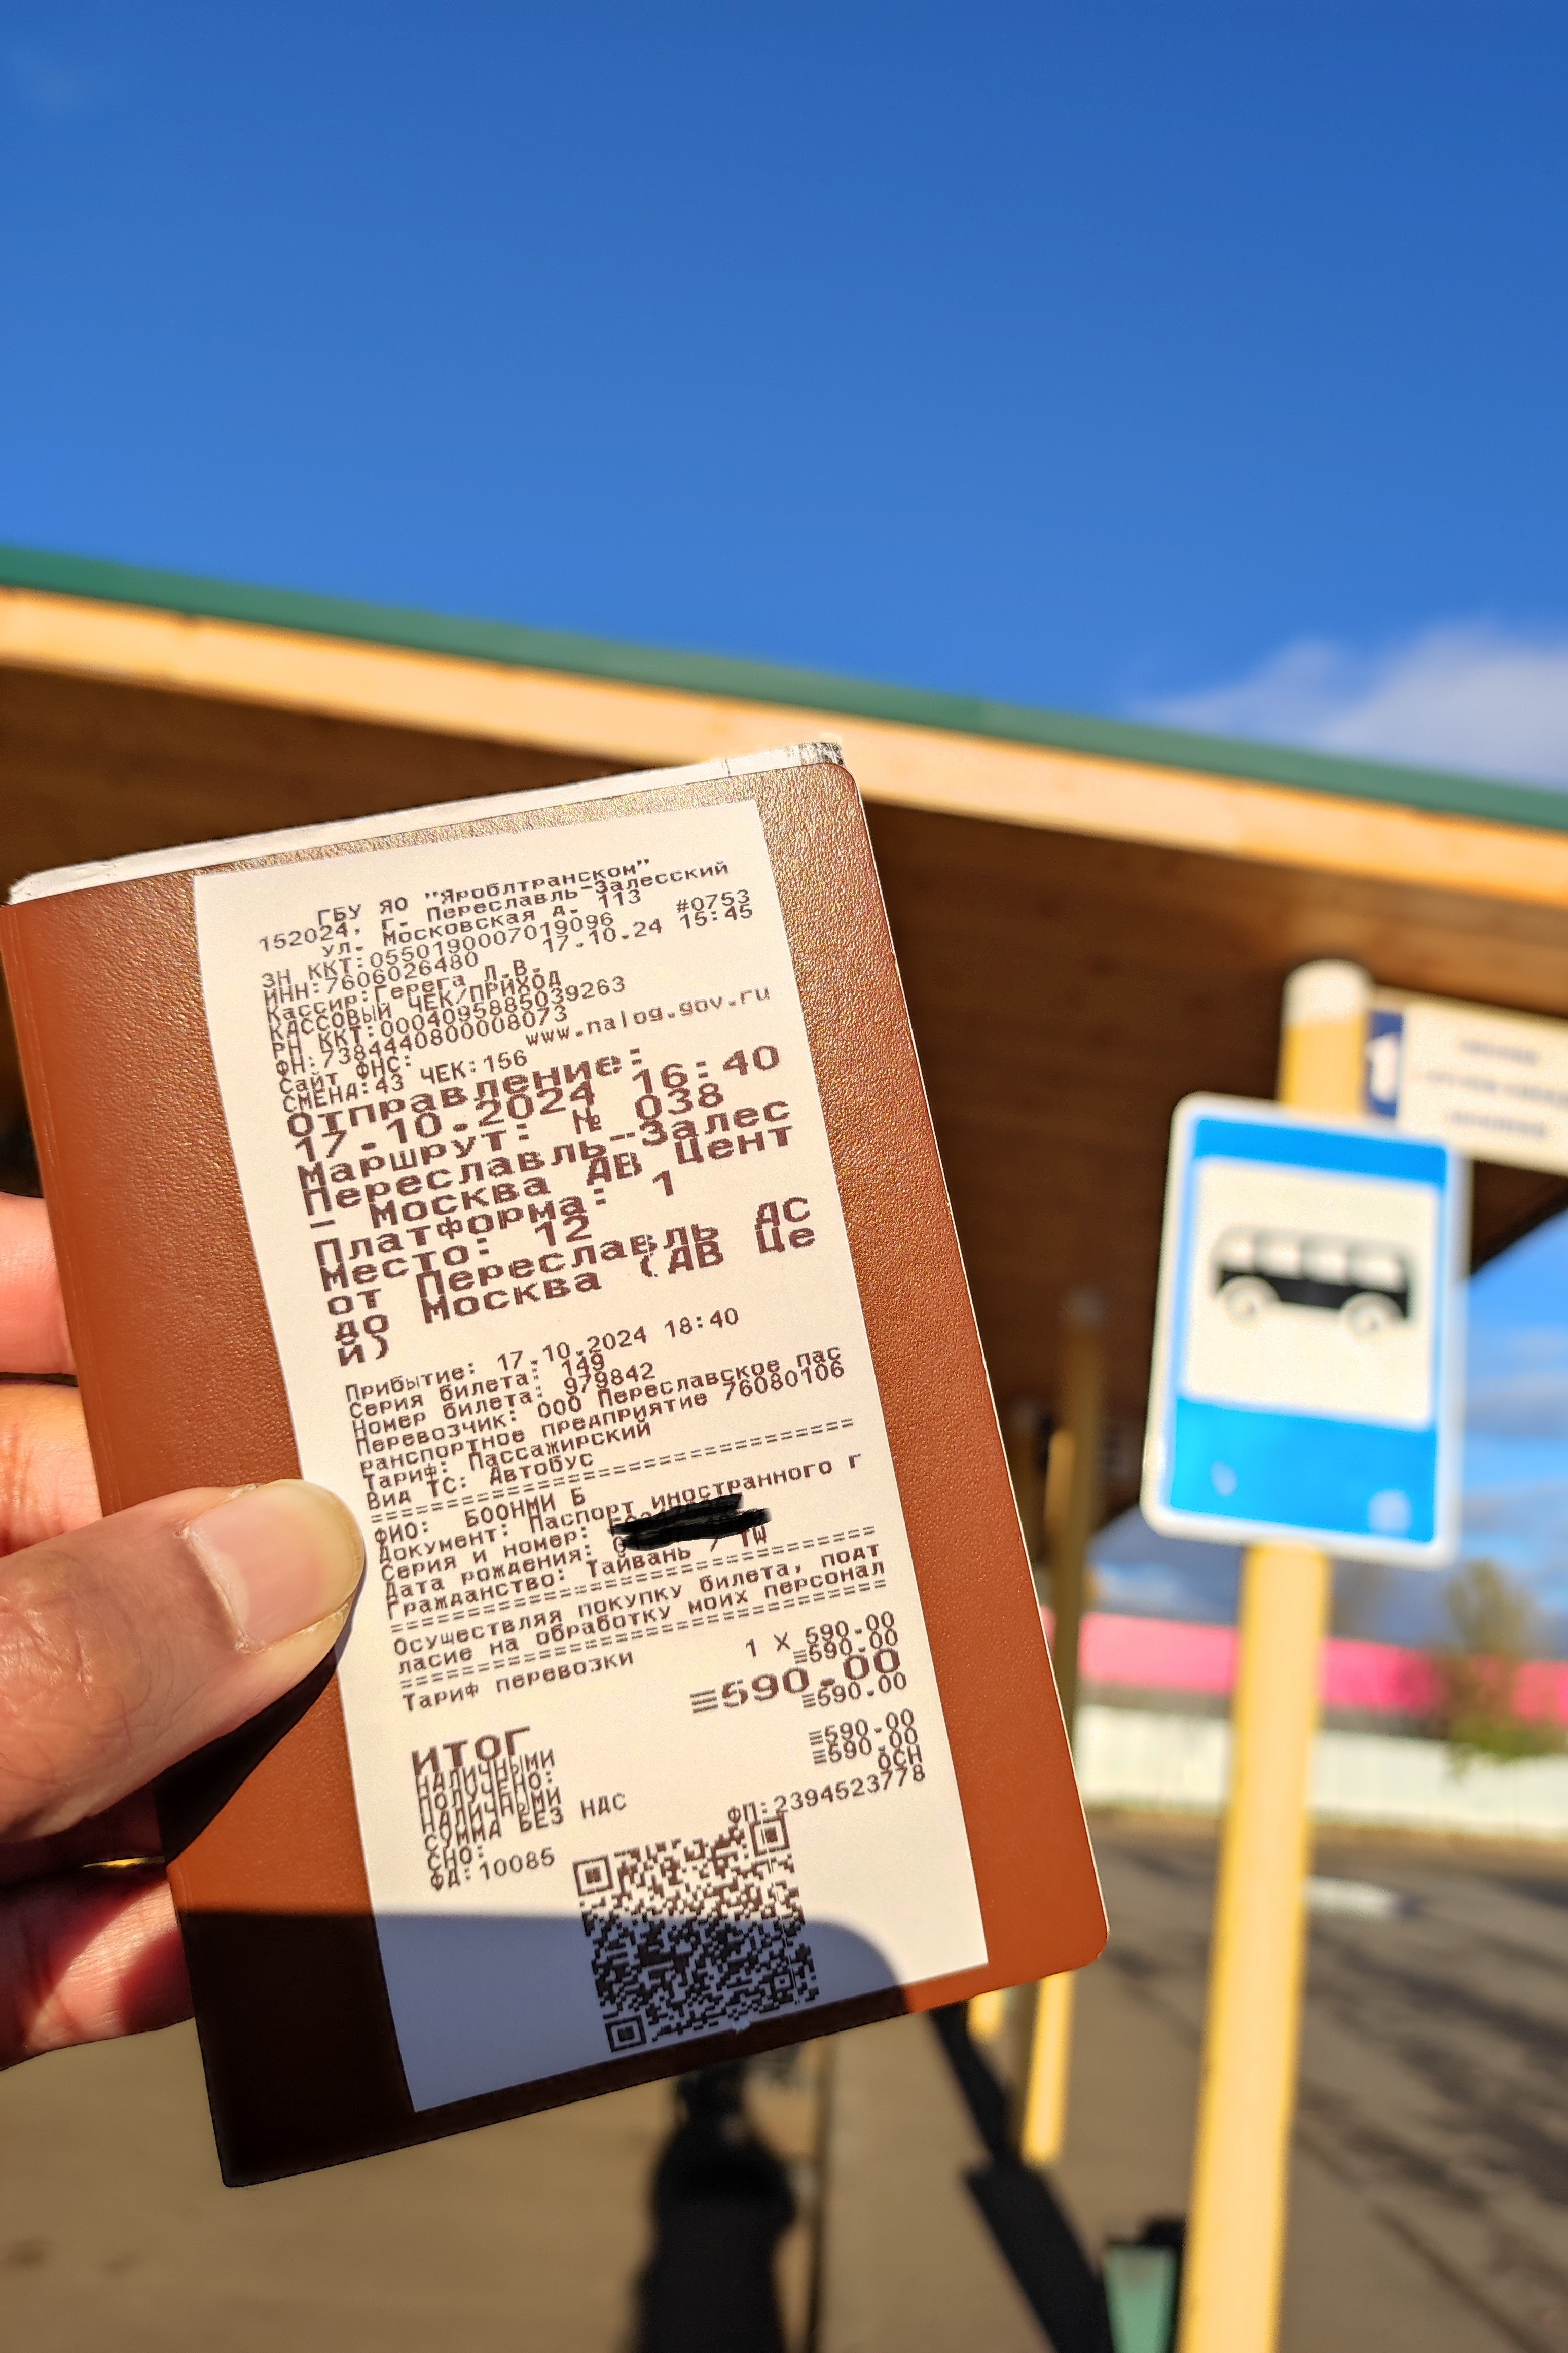 ГБУ ЯО "Яроблтранском"
152024, г. Переславль-Залесский
ул. Московская д. 113
ЗН ККТ:0550190007019096 #0753
ИНН:7606026480 17.10.24 15:45
Кассир:Герега Л.В.
КАССОВЫЙ ЧЕК/ПРИХОД
РН ККТ:0004095885039263
ФН:7384440800008073
Сайт ФНС: www.nalog.gov.ru
СМЕНА:43 ЧЕК:156
Отправление:
17.10.2024 16:40
Маршрут: № 038
Переславль-Залес
- Москва АВ Цент
Платформа: 1
Место: 12
от Переславль АС
до Москва (АВ Це
й)
Прибытие: 17.10.2024 18:40
Серия билета: 149
Номер билета: 979842
Перевозчик: ООО Переславское пас
ранспортное предприятие 76080106
Тариф: Пассажирский
Вид ТС: Автобус
================================
ФИО: БООНМИ Б
Документ: Паспорт иностранного г
Серия и номер:
Дата рождения:
Гражданство: Тайвань / TW
================================
Осуществляя покупку билета, подт
ласие на обработку моих персонал
================================
Тариф перевозки
1 X 590.00
≡590.00
ИТОГ ≡590.00
НАЛИЧНЫМИ ≡590.00
ПОЛУЧЕНО:
НАЛИЧНЫМИ ≡590.00
СУММА БЕЗ НДС ≡590.00
СНО: ОСН
ФД:10085 ФП:2394523778
1